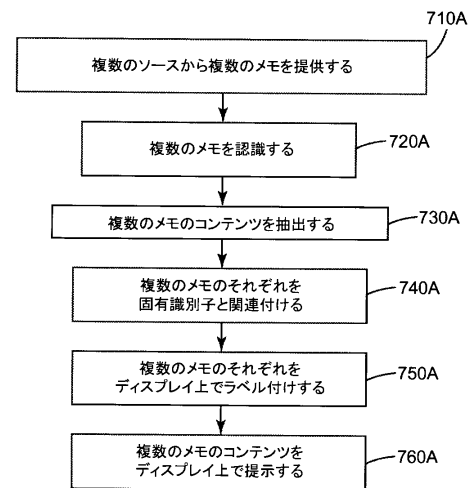 710A
複数のソースから複数のメモを提供する
720A
複数のメモを認識する
730A
複数のメモのコンテンツを抽出する
740A
複数のメモのそれぞれを
固有識別子と関連付ける
750A
複数のメモのそれぞれを
ディスプレイ上でラベル付けする
760A
複数のメモのコンテンツを
ディスプレイ上で提示する